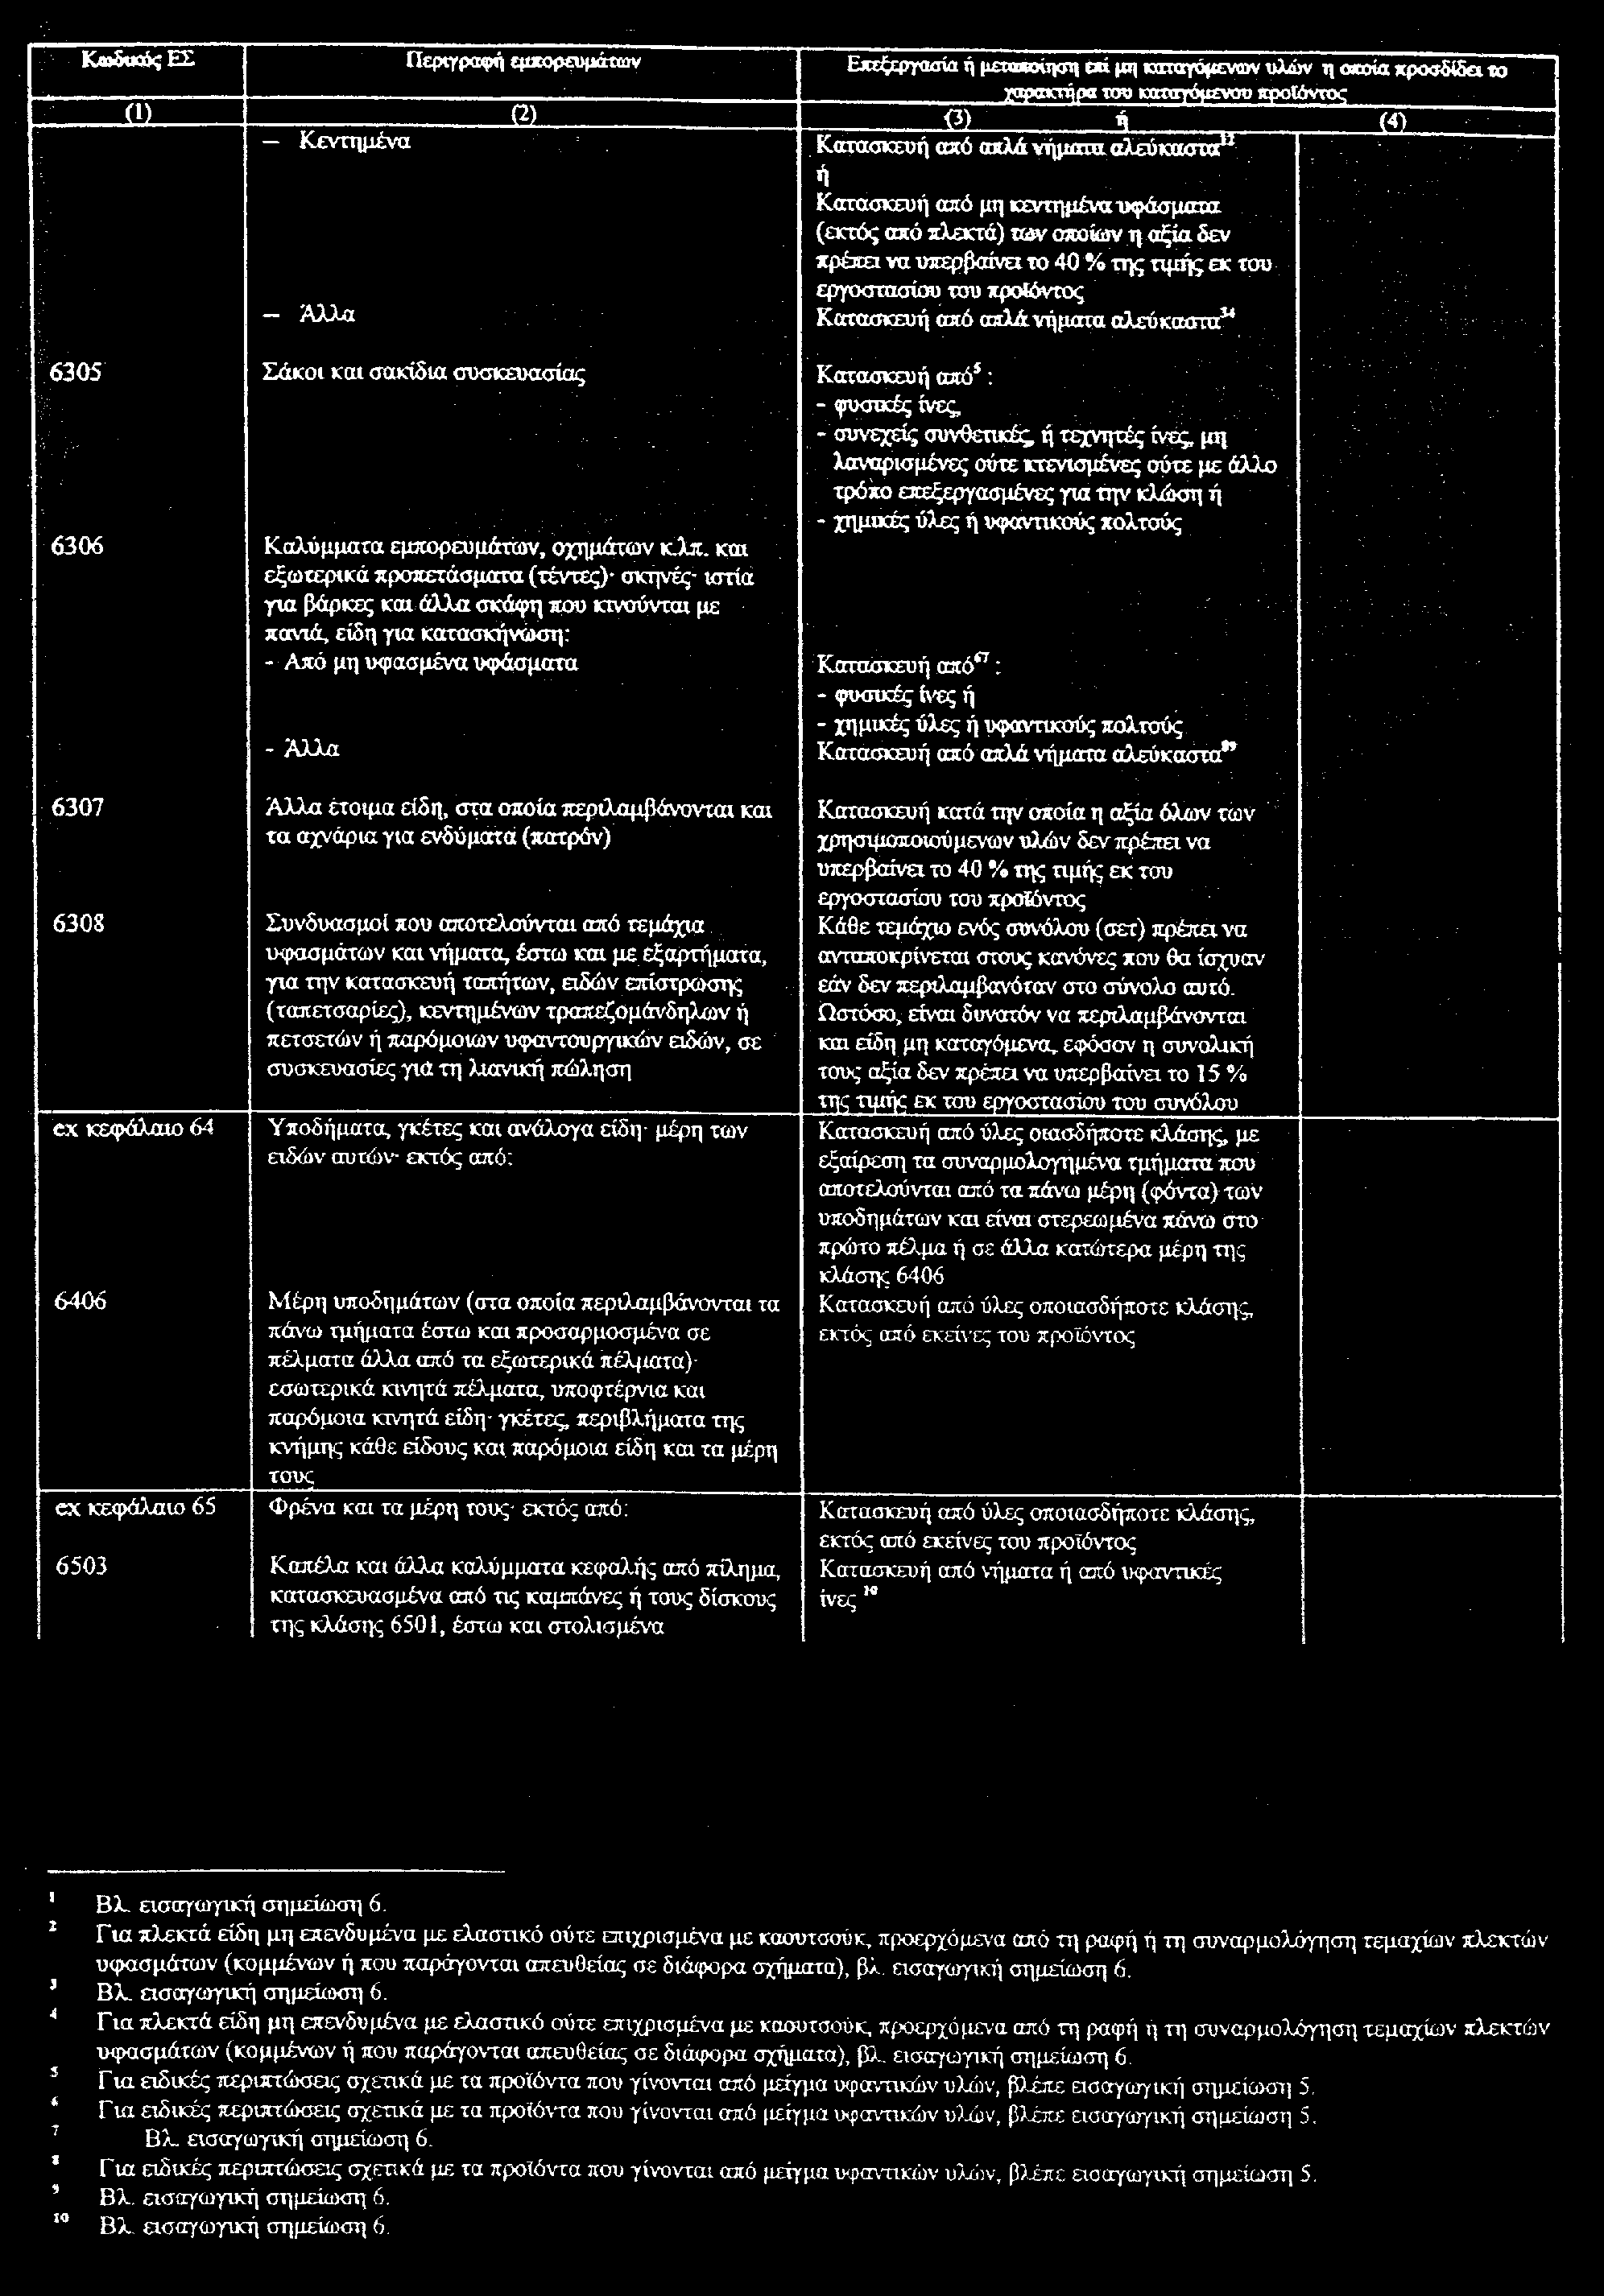 Κωδικός ΕΣ
Περιγραφή εμπορευμάτων
Επεξεργασία ή μεταποίηση επί μη καταγόμενων υλών η οποία προσδίδει το
χαρακτήρα του καταγόμενου προϊόντος
(1)
(2)
(3) ή (4)
– Κεντημένα
Κατασκευή από απλά νήματα αλεύκαστα12
ή
Κατασκευή από μη κεντημένα υφάσματα
(εκτός από πλεκτά) των οποίων η αξία δεν
πρέπει να υπερβαίνει το 40 % της τιμής εκ του
εργοστασίου του προϊόντος
– Άλλα
Κατασκευή από απλά νήματα αλεύκαστα34
6305
Σάκοι και σακίδια συσκευασίας
Κατασκευή από5 :
- φυσικές ίνες,
- συνεχείς συνθετικές, ή τεχνητές ίνες, μη
λαναρισμένες ούτε κτενισμένες ούτε με άλλο
τρόπο επεξεργασμένες για την κλώση ή
- χημικές ύλες ή υφαντικούς πολτούς
6306
Καλύμματα εμπορευμάτων, οχημάτων κ.λπ. και
εξωτερικά προπετάσματα (τέντες)· σκηνές· ιστία
για βάρκες και άλλα σκάφη που κινούνται με
πανιά, είδη για κατασκήνωση:
- Από μη υφασμένα υφάσματα
Κατασκευή από67 :
- φυσικές ίνες ή
- χημικές ύλες ή υφαντικούς πολτούς
- Άλλα
Κατασκευή από απλά νήματα αλεύκαστα89
6307
Άλλα έτοιμα είδη, στα οποία περιλαμβάνονται και
τα αχνάρια για ενδύματα (πατρόν)
Κατασκευή κατά την οποία η αξία όλων των
χρησιμοποιούμενων υλών δεν πρέπει να
υπερβαίνει το 40 % της τιμής εκ του
εργοστασίου του προϊόντος
6308
Συνδυασμοί που αποτελούνται από τεμάχια
υφασμάτων και νήματα, έστω και με εξαρτήματα,
για την κατασκευή ταπήτων, ειδών επίστρωσης
(ταπετσαρίες), κεντημένων τραπεζομάνδηλων ή
πετσετών ή παρόμοιων υφαντουργικών ειδών, σε
συσκευασίες για τη λιανική πώληση
Κάθε τεμάχιο ενός συνόλου (σετ) πρέπει να
ανταποκρίνεται στους κανόνες που θα ίσχυαν
εάν δεν περιλαμβανόταν στο σύνολο αυτό.
Ωστόσο, είναι δυνατόν να περιλαμβάνονται
και είδη μη καταγόμενα, εφόσον η συνολική
τους αξία δεν πρέπει να υπερβαίνει το 15 %
της τιμής εκ του εργοστασίου του συνόλου
ex κεφάλαιο 64
Υποδήματα, γκέτες και ανάλογα είδη· μέρη των
ειδών αυτών· εκτός από:
Κατασκευή από ύλες οιασδήποτε κλάσης, με
εξαίρεση τα συναρμολογημένα τμήματα που
αποτελούνται από τα πάνω μέρη (φόντα) των
υποδημάτων και είναι στερεωμένα πάνω στο
πρώτο πέλμα ή σε άλλα κατώτερα μέρη της
κλάσης 6406
6406
Μέρη υποδημάτων (στα οποία περιλαμβάνονται τα
πάνω τμήματα έστω και προσαρμοσμένα σε
πέλματα άλλα από τα εξωτερικά πέλματα)·
εσωτερικά κινητά πέλματα, υποφτέρνια και
παρόμοια κινητά είδη· γκέτες, περιβλήματα της
κνήμης κάθε είδους και παρόμοια είδη και τα μέρη
τους
Κατασκευή από ύλες οποιασδήποτε κλάσης,
εκτός από εκείνες του προϊόντος
ex κεφάλαιο 65
Φρένα και τα μέρη τους· εκτός από:
Κατασκευή από ύλες οποιασδήποτε κλάσης,
εκτός από εκείνες του προϊόντος
6503
Καπέλα και άλλα καλύμματα κεφαλής από πίλημα,
κατασκευασμένα από τις καμπάνες ή τους δίσκους
της κλάσης 6501, έστω και στολισμένα
Κατασκευή από νήματα ή από υφαντικές
ίνες 10
1 Βλ. εισαγωγική σημείωση 6.
2 Για πλεκτά είδη μη επενδυμένα με ελαστικό ούτε επιχρισμένα με καουτσούκ, προερχόμενα από τη ραφή ή τη συναρμολόγηση τεμαχίων πλεκτών
υφασμάτων (κομμένων ή που παράγονται απευθείας σε διάφορα σχήματα), βλ. εισαγωγική σημείωση 6.
3 Βλ. εισαγωγική σημείωση 6.
4 Για πλεκτά είδη μη επενδυμένα με ελαστικό ούτε επιχρισμένα με καουτσούκ, προερχόμενα από τη ραφή ή τη συναρμολόγηση τεμαχίων πλεκτών
υφασμάτων (κομμένων ή που παράγονται απευθείας σε διάφορα σχήματα), βλ. εισαγωγική σημείωση 6.
5 Για ειδικές περιπτώσεις σχετικά με τα προϊόντα που γίνονται από μείγμα υφαντικών υλών, βλέπε εισαγωγική σημείωση 5.
6 Για ειδικές περιπτώσεις σχετικά με τα προϊόντα που γίνονται από μείγμα υφαντικών υλών, βλέπε εισαγωγική σημείωση 5.
7 Βλ. εισαγωγική σημείωση 6.
8 Για ειδικές περιπτώσεις σχετικά με τα προϊόντα που γίνονται από μείγμα υφαντικών υλών, βλέπε εισαγωγική σημείωση 5.
9 Βλ. εισαγωγική σημείωση 6.
10 Βλ. εισαγωγική σημείωση 6.